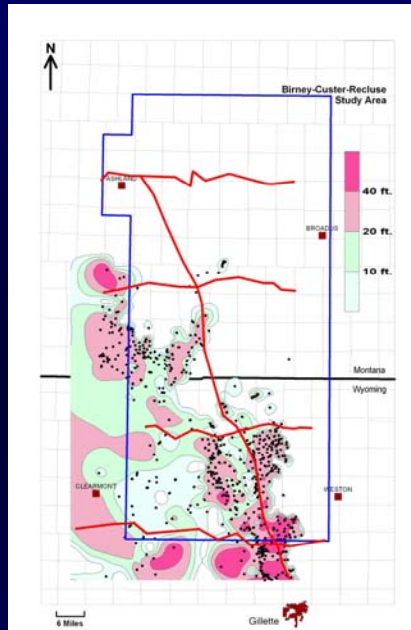 N
Birney-Custer-Recluse
Study Area
ASHLAND
40 ft.
20 ft.
BROADUS
10 ft.
Montana
Wyoming
CLEARMONT
WESTON
6 Miles
Gillette